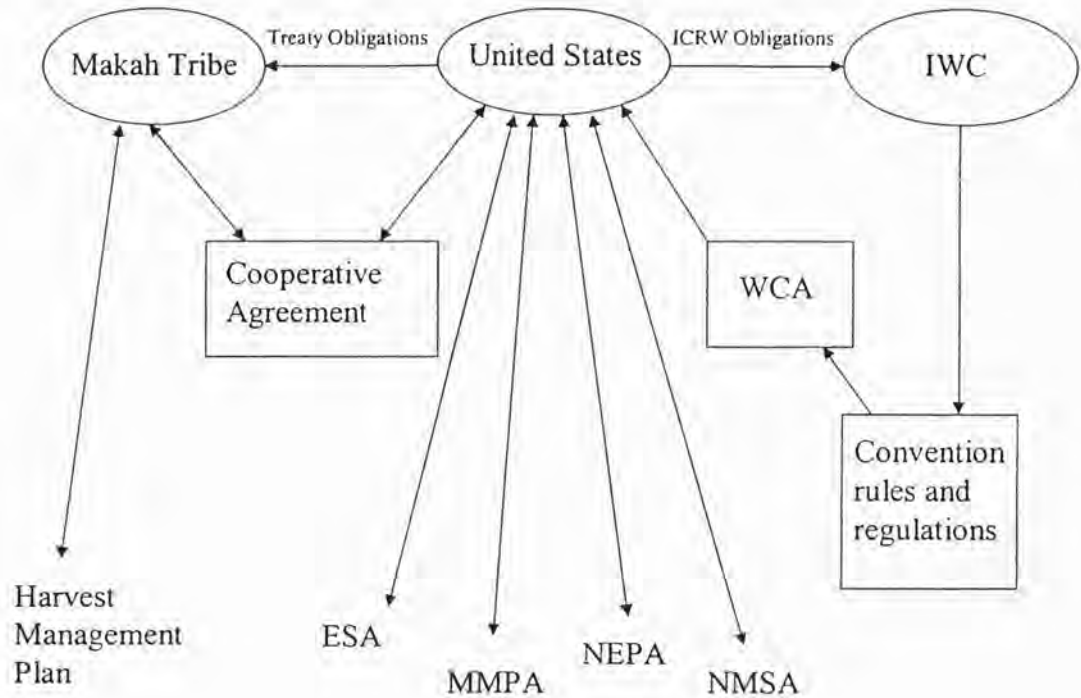 Makah Tribe
Treaty Obligations
United States
ICRW Obligations
IWC
Cooperative
Agreement
WCA
Convention
rules and
regulations
Harvest
Management
Plan
ESA
MMPA
NEPA
NMSA